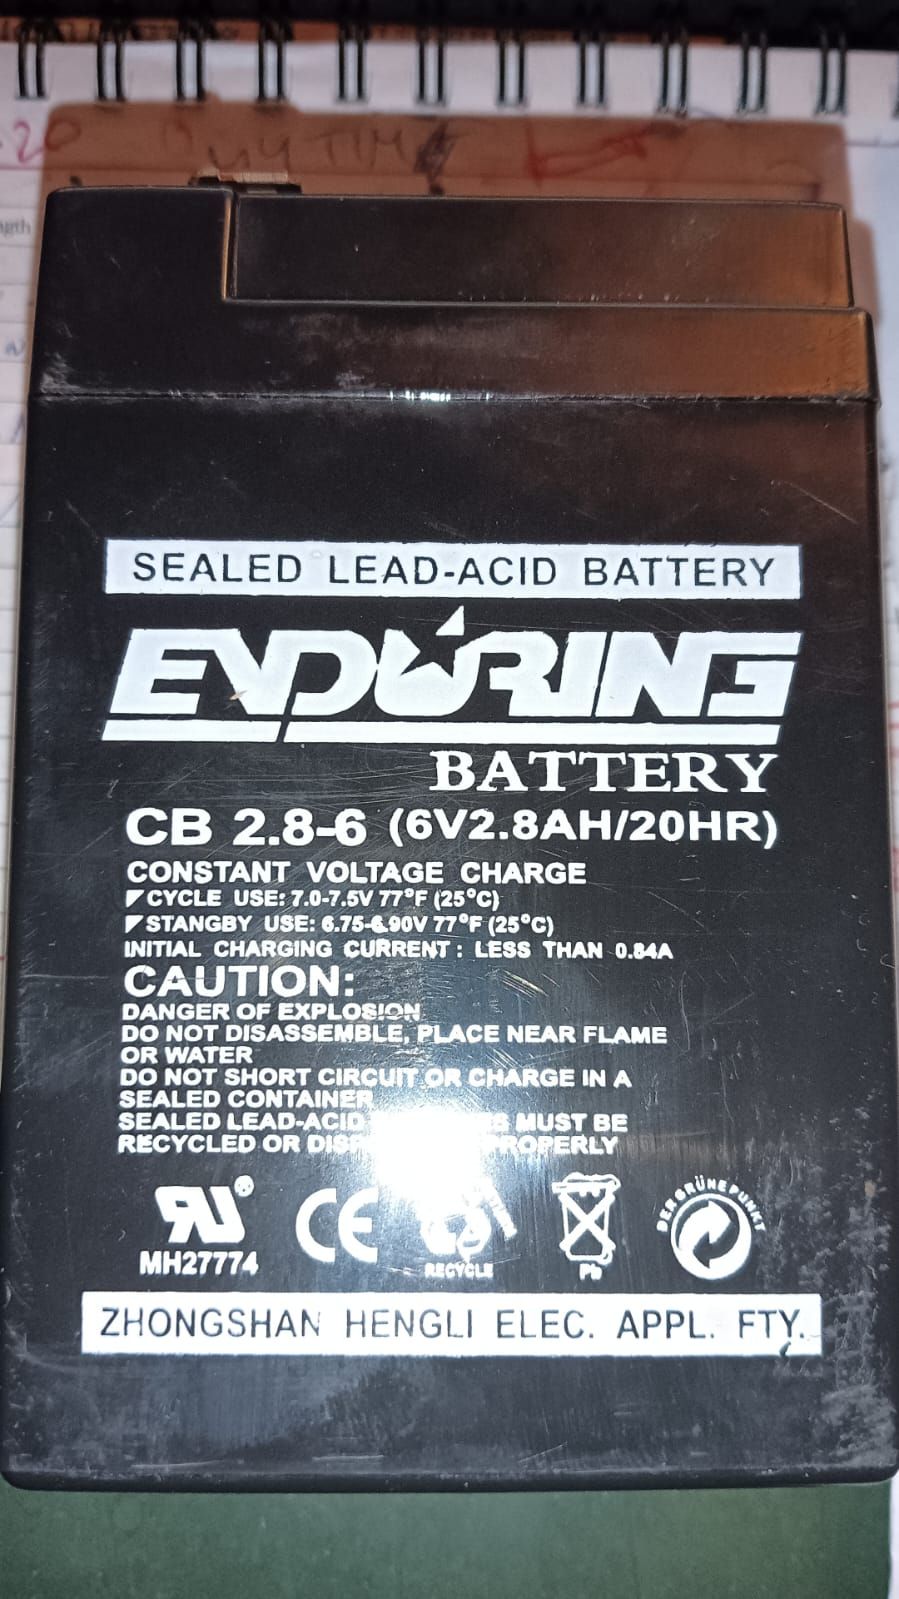 MY TIME
SEALED LEAD-ACID BATTERY
ENDURING
BATTERY
CB 2.8-6 (6V2.8AH/20HR)
CONSTANT VOLTAGE CHARGE
CYCLE USE: 7.0-7.5V 77°F (25°C)
STANGBY USE: 6.75-6.90V 77°F (25°C)
INITIAL CHARGING CURRENT: LESS THAN 0.84A
CAUTION:
DANGER OF EXPLOSION
DO NOT DISASSEMBLE, PLACE NEAR FLAME
OR WATER
DO NOT SHORT CIRCUIT OR CHARGE IN A
SEALED CONTAINER
SEALED LEAD-ACID MUST BE
RECYCLED OR PROPERLY
RU®
MH27774
CE
RECYCLE
Pb
DER GRÜNE PUNKT
ZHONGSHAN HENGLI ELEC. APPL. FTY.